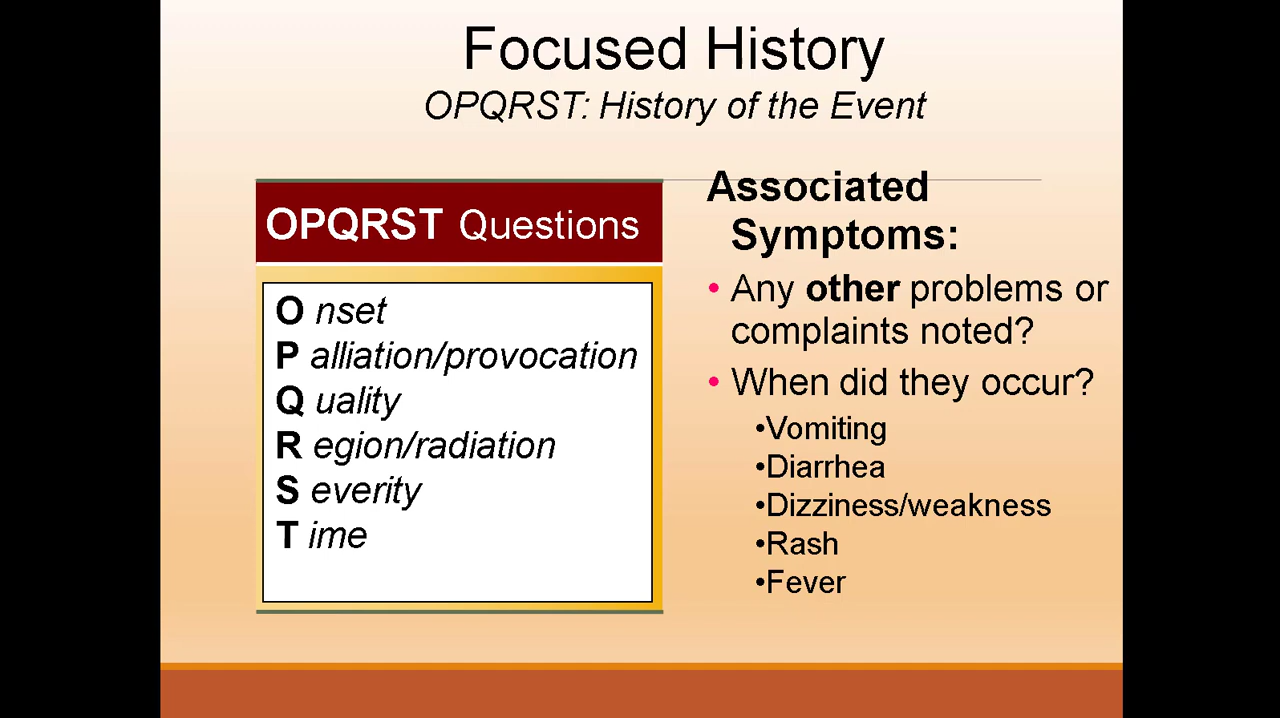 Focused History
OPQRST: History of the Event
OPQRST Questions
O nset
P alliation/provocation
Q uality
R egion/radiation
S everity
T ime
Associated
Symptoms:
• Any other problems or
complaints noted?
• When did they occur?
•Vomiting
•Diarrhea
•Dizziness/weakness
•Rash
•Fever